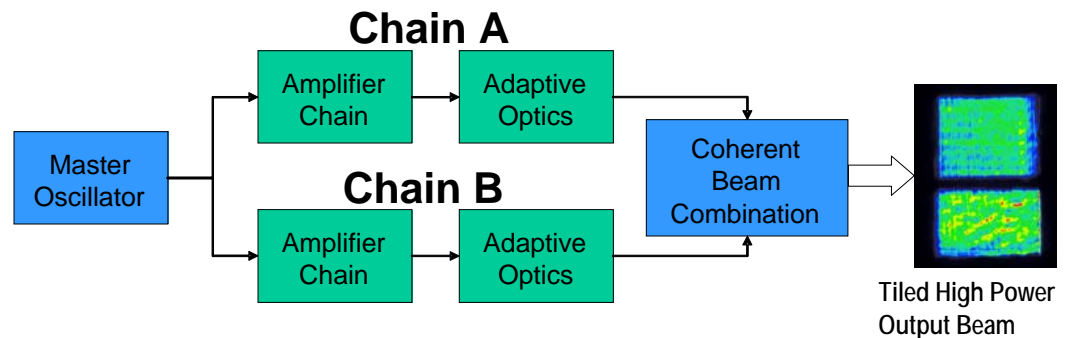 Chain A
Amplifier
Chain
Adaptive
Optics
Master
Oscillator
Coherent
Beam
Combination
Chain B
Amplifier
Chain
Adaptive
Optics
Tiled High Power
Output Beam